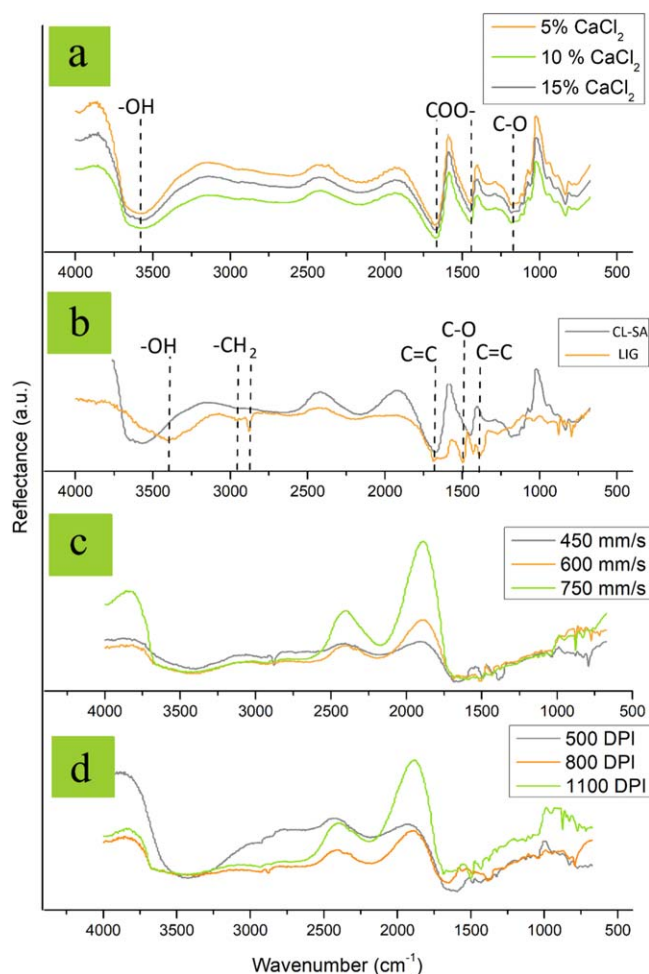 a
5% CaCl₂
10 % CaCl₂
15% CaCl₂
-OH
COO-
C-O
4000 3500 3000 2500 2000 1500 1000 500
b
-OH
-CH₂
C=C
C-O
C=C
CL-SA
LIG
4000 3500 3000 2500 2000 1500 1000 500
Reflectance (a.u.)
c
450 mm/s
600 mm/s
750 mm/s
4000 3500 3000 2500 2000 1500 1000 500
d
500 DPI
800 DPI
1100 DPI
4000 3500 3000 2500 2000 1500 1000 500
Wavenumber (cm⁻¹)